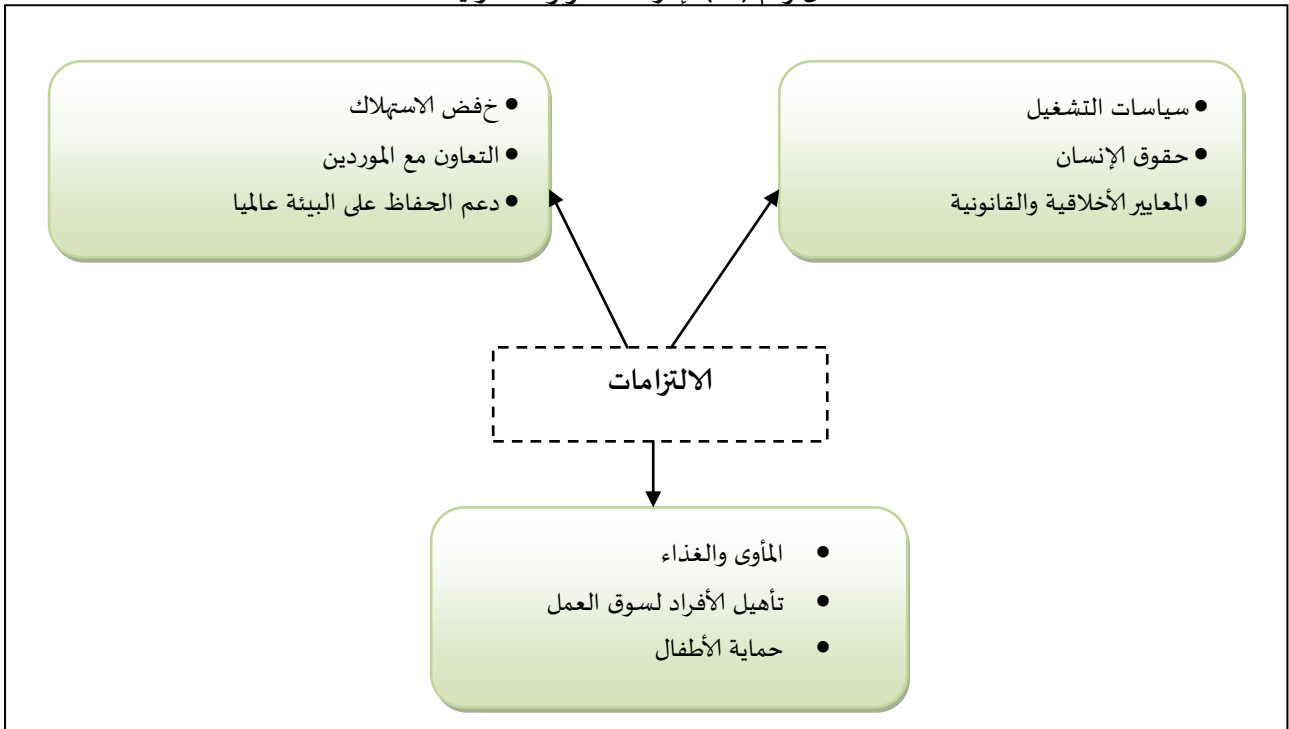 • سياسات التشغيل
• حقوق الإنسان
• المعايير الأخلاقية والقانونية
• خفض الاستهلاك
• التعاون مع الموردين
• دعم الحفاظ على البيئة عالميا
الالتزامات
• المأوى والغذاء
• تأهيل الأفراد لسوق العمل
• حماية الأطفال